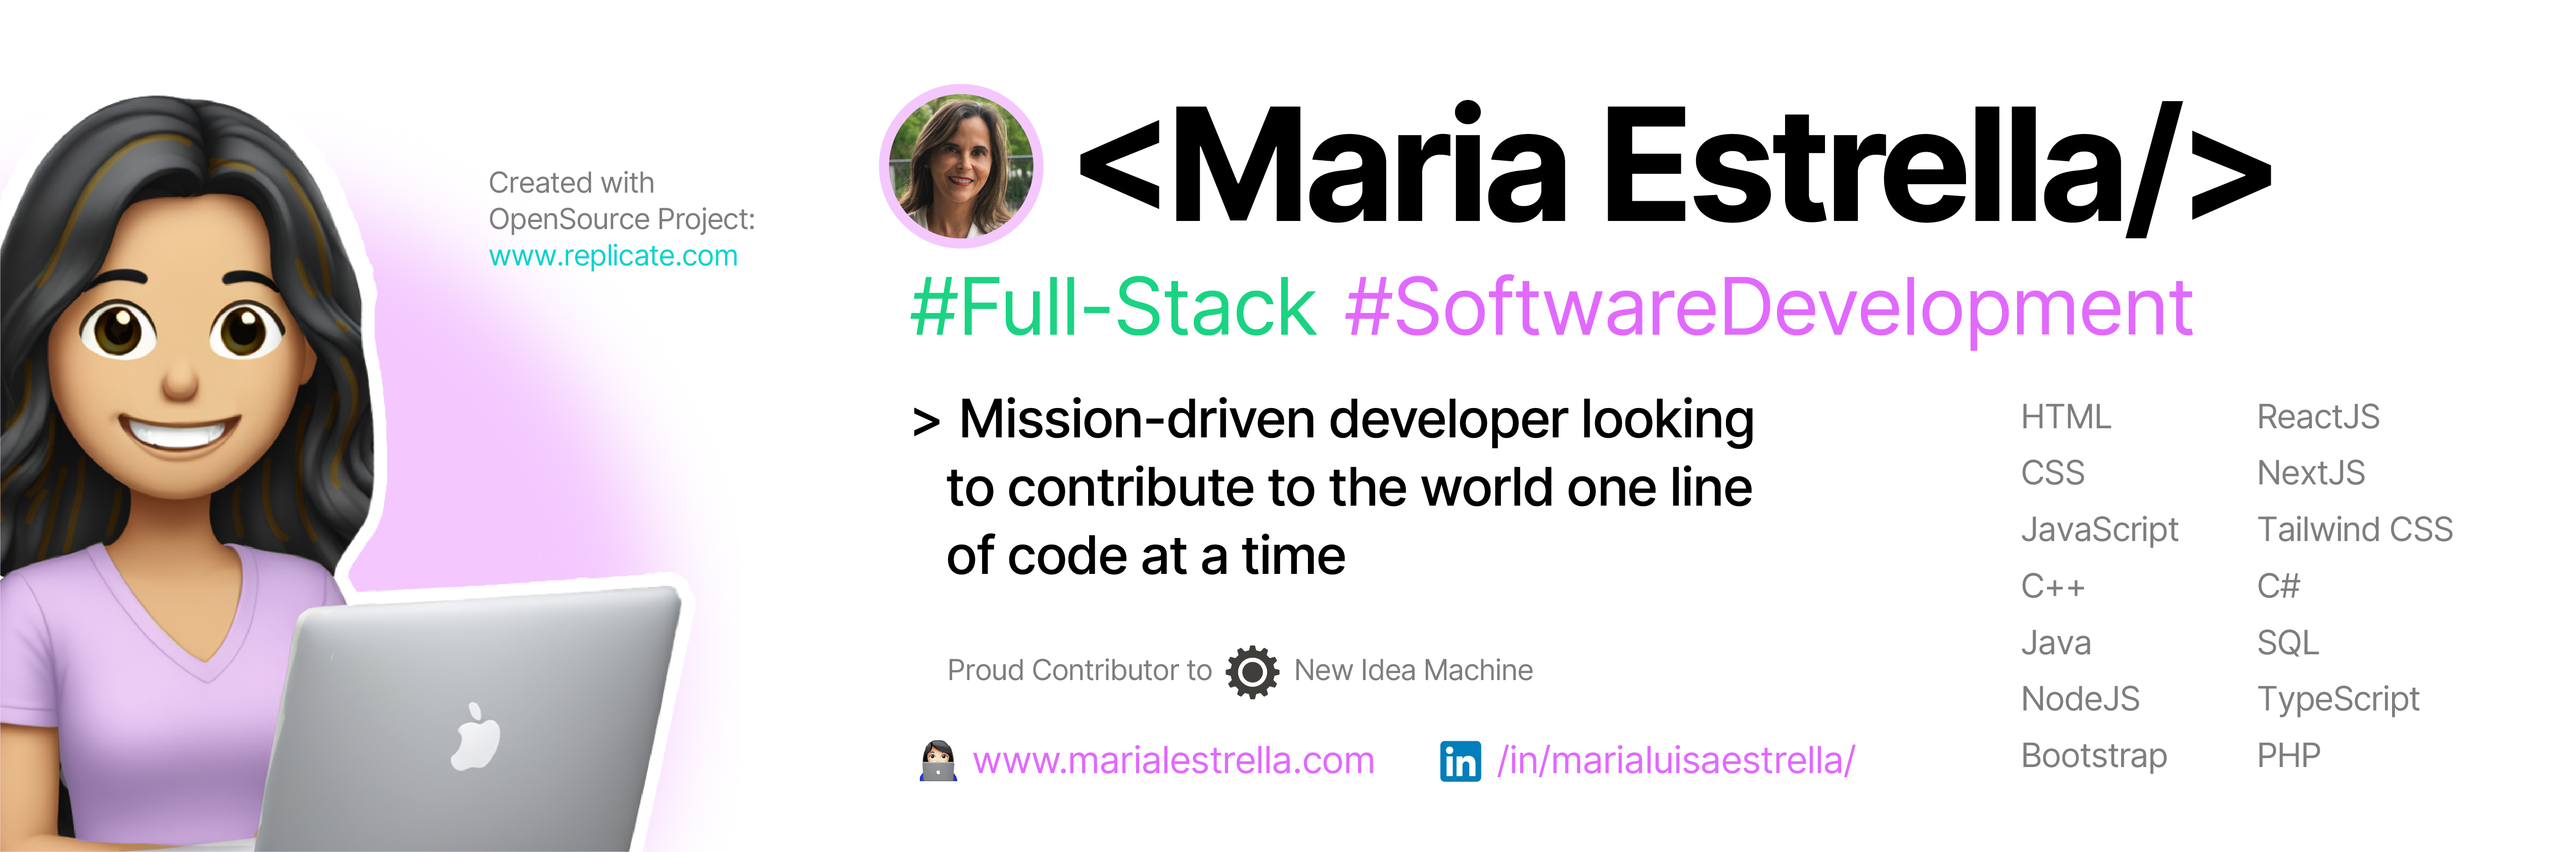 Created with
OpenSource Project:
www.replicate.com
<Maria Estrella/>
#Full-Stack #SoftwareDevelopment
> Mission-driven developer looking
to contribute to the world one line
of code at a time
Proud Contributor to New Idea Machine
www.marialestrella.com
in /in/marialuisaestrella/
HTML
CSS
JavaScript
C++
Java
NodeJS
Bootstrap
ReactJS
NextJS
Tailwind CSS
C#
SQL
TypeScript
PHP